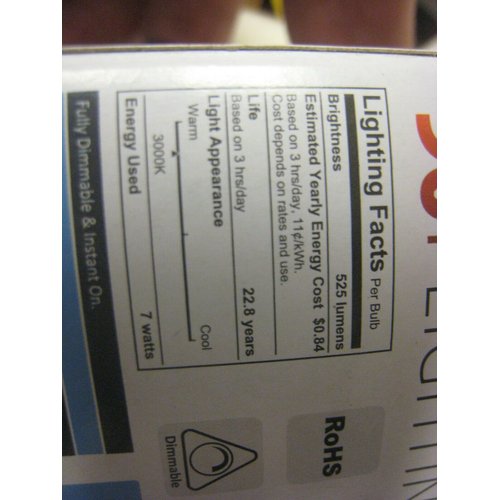 Lighting Facts Per Bulb
Brightness 525 lumens
Estimated Yearly Energy Cost $0.84
Based on 3 hrs/day, 11¢/kWh.
Cost depends on rates and use.
Life 22.8 years
Based on 3 hrs/day
Light Appearance
Warm Cool
3000K
Energy Used 7 watts
Fully Dimmable & Instant On.
RoHS
Dimmable